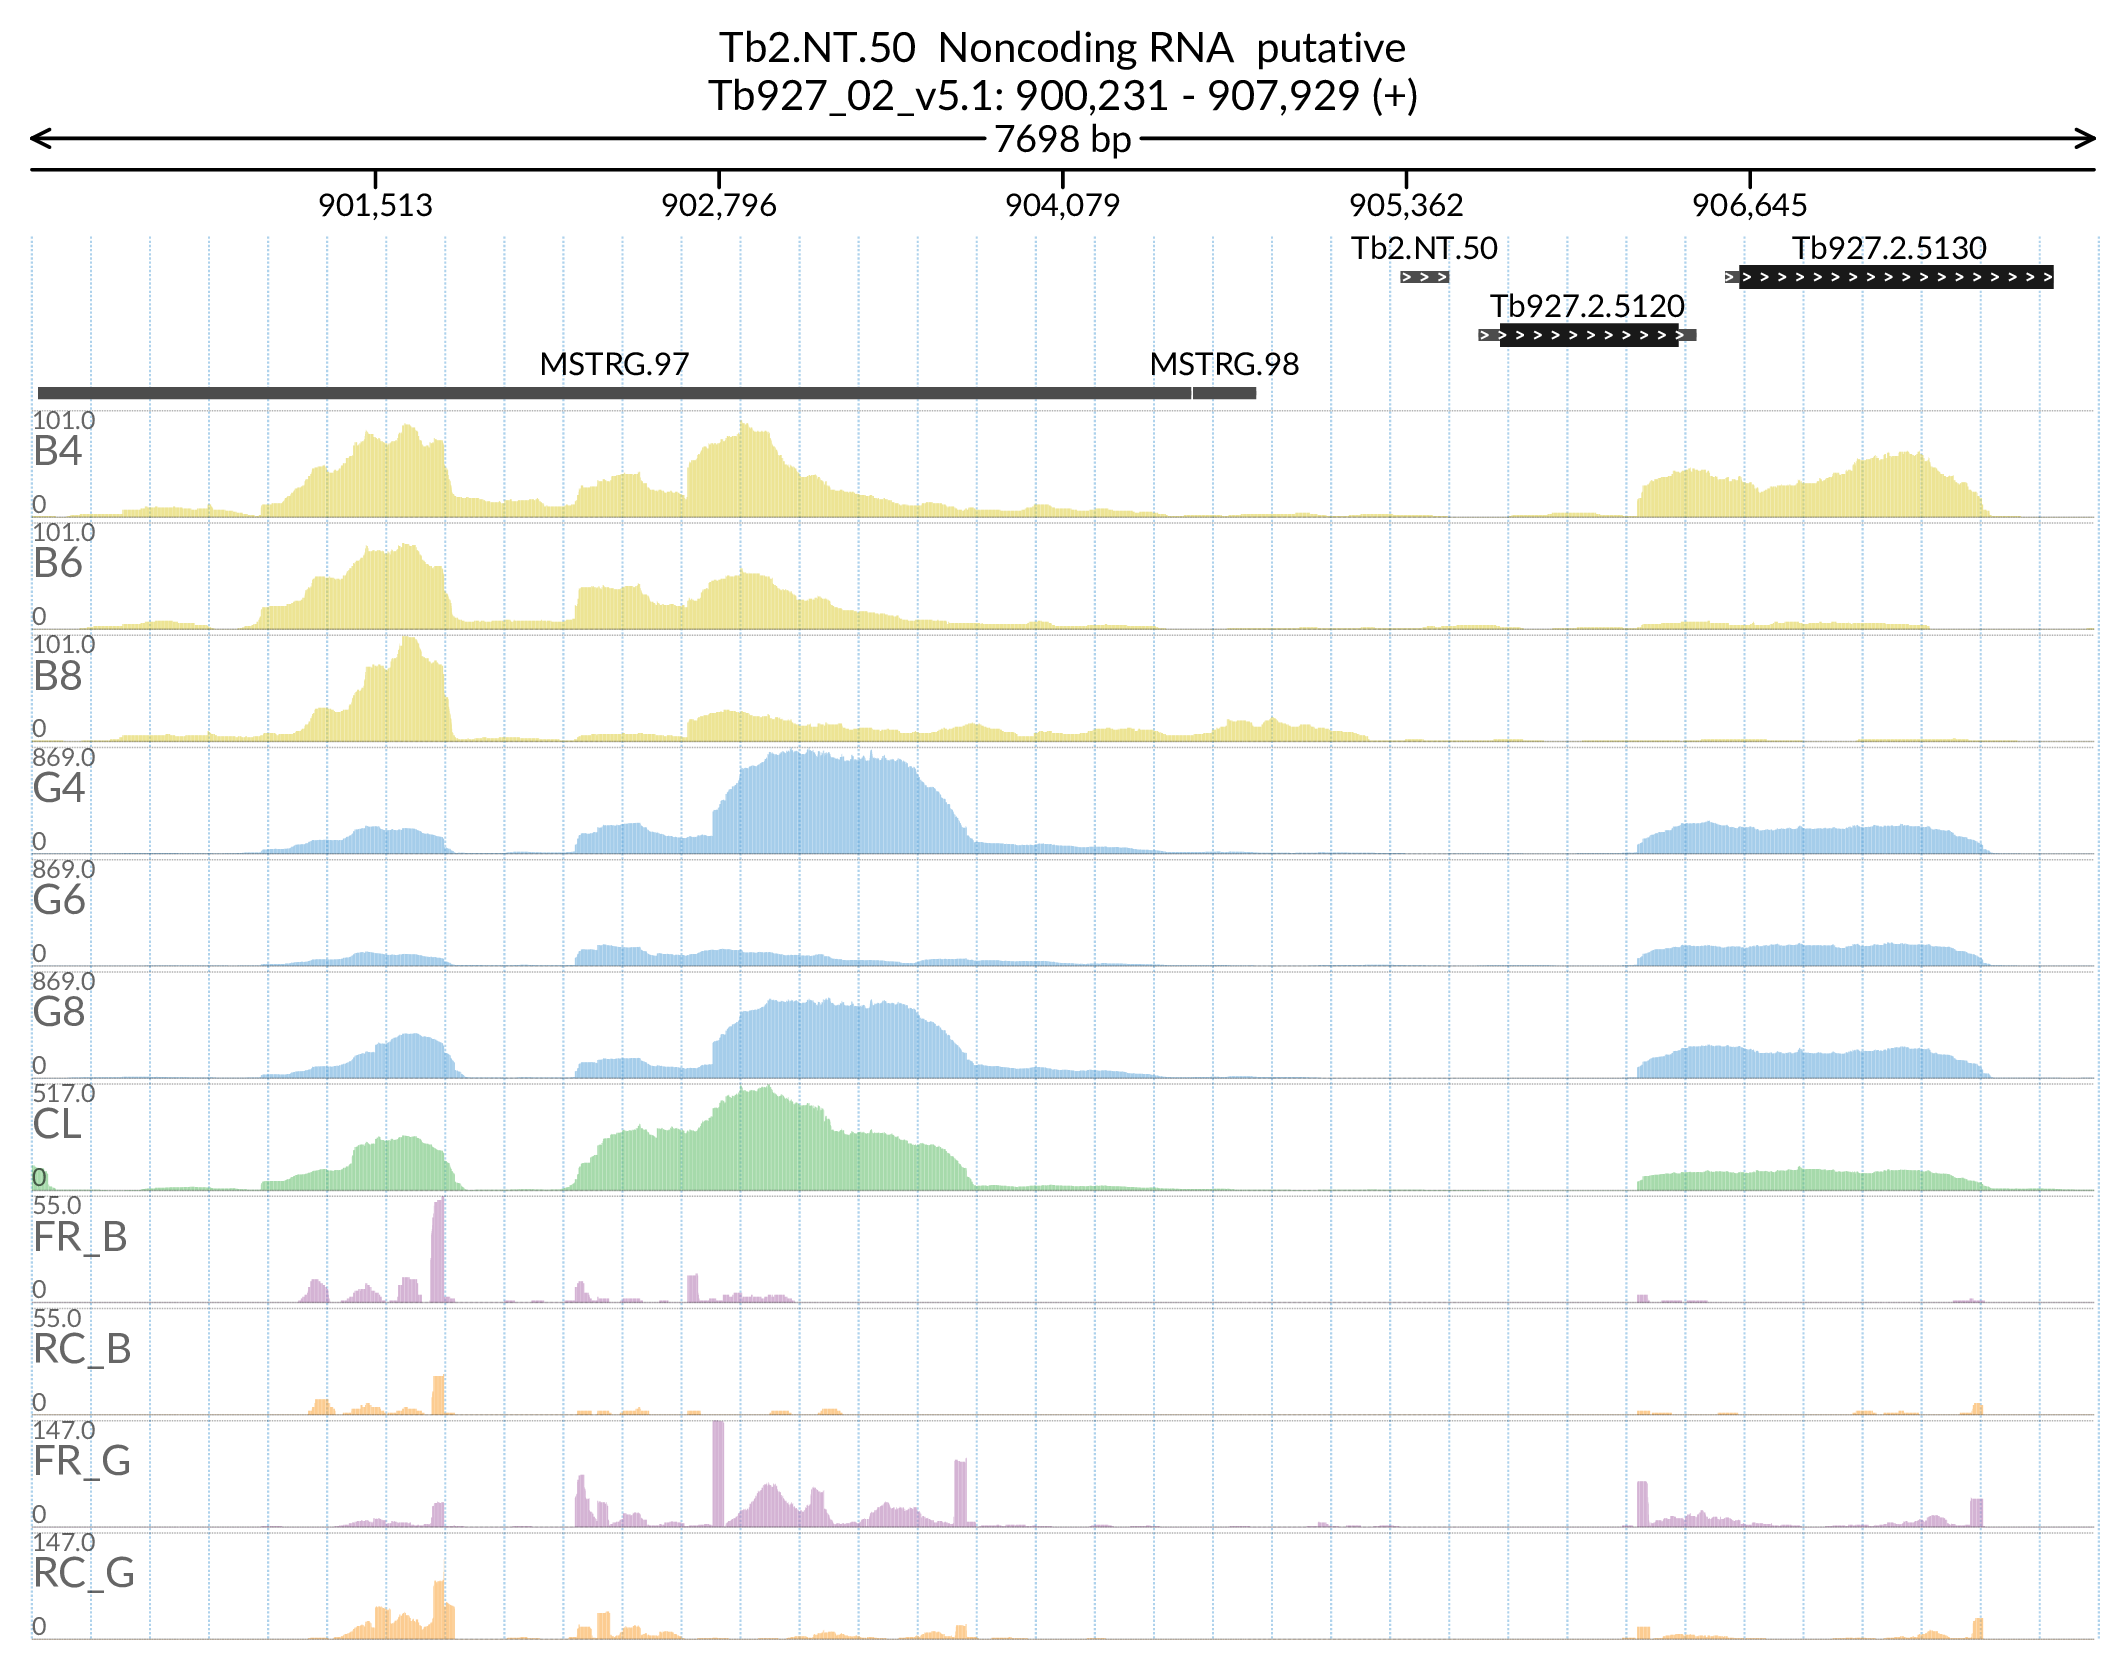 Tb2.NT.50 Noncoding RNA putative
Tb927_02_v5.1: 900,231 - 907,929 (+)
7698 bp
901,513 902,796 904,079 905,362 906,645
Tb2.NT.50 Tb927.2.5130
Tb927.2.5120
MSTRG.97 MSTRG.98
101.0
B4
0
101.0
B6
0
101.0
B8
0
869.0
G4
0
869.0
G6
0
869.0
G8
0
517.0
CL
0
55.0
FR_B
0
55.0
RC_B
0
147.0
FR_G
0
147.0
RC_G
0